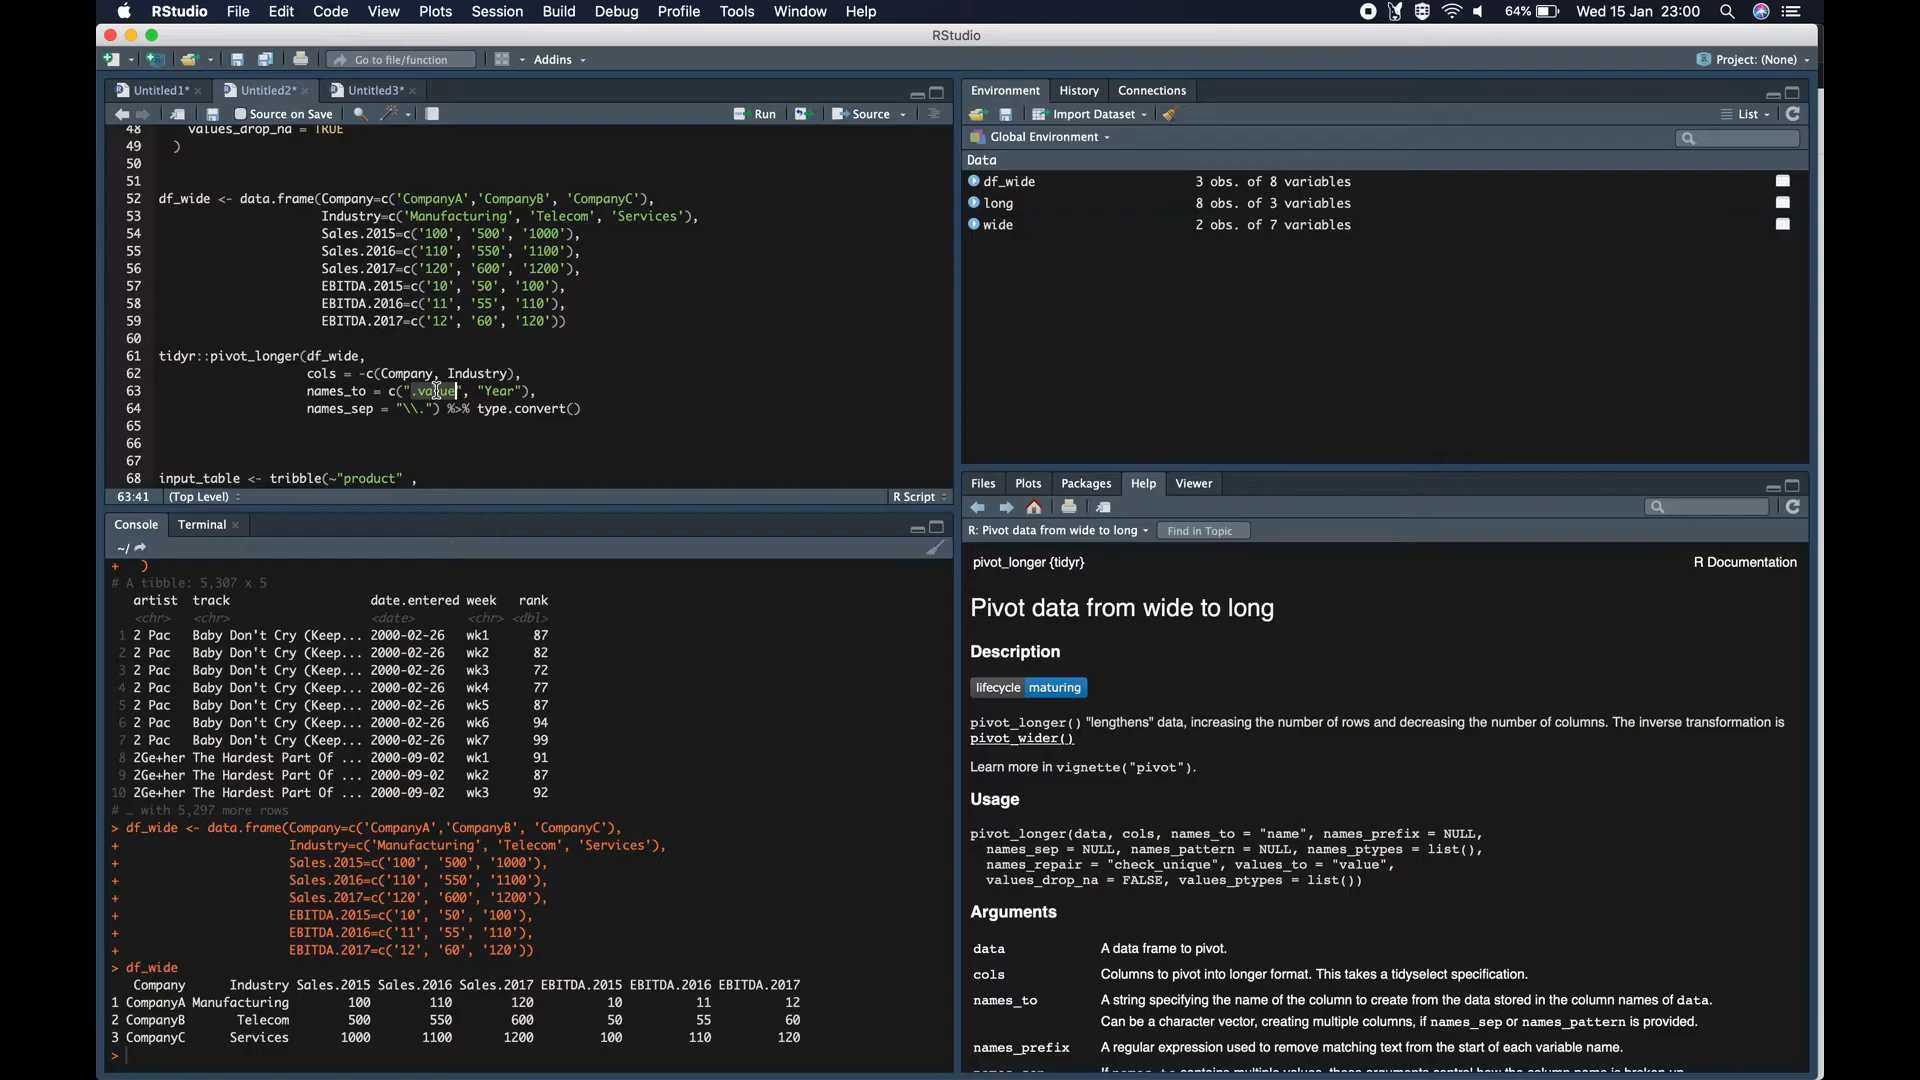 RStudio File Edit Code View Plots Session Build Debug Profile Tools Window Help
64% Wed 15 Jan 23:00
RStudio
Go to file/function Addins Project: (None)
Untitled1* Untitled2* Untitled3*
Source on Save Run Source
48 values_drop_na = TRUE
49 )
50
51
52 df_wide <- data.frame(Company=c('CompanyA','CompanyB', 'CompanyC'),
53 Industry=c('Manufacturing', 'Telecom', 'Services'),
54 Sales.2015=c('100', '500', '1000'),
55 Sales.2016=c('110', '550', '1100'),
56 Sales.2017=c('120', '600', '1200'),
57 EBITDA.2015=c('10', '50', '100'),
58 EBITDA.2016=c('11', '55', '110'),
59 EBITDA.2017=c('12', '60', '120'))
60
61 tidyr::pivot_longer(df_wide,
62 cols = -c(Company, Industry),
63 names_to = c(".value", "Year"),
64 names_sep = "\\.") %>% type.convert()
65
66
67
68 input_table <- tribble(~"product" ,
63:41 (Top Level) R Script
Console Terminal
~/
+ )
# A tibble: 5,307 x 5
artist track date.entered week rank
<chr> <chr> <date> <chr> <dbl>
1 2 Pac Baby Don't Cry (Keep... 2000-02-26 wk1 87
2 2 Pac Baby Don't Cry (Keep... 2000-02-26 wk2 82
3 2 Pac Baby Don't Cry (Keep... 2000-02-26 wk3 72
4 2 Pac Baby Don't Cry (Keep... 2000-02-26 wk4 77
5 2 Pac Baby Don't Cry (Keep... 2000-02-26 wk5 87
6 2 Pac Baby Don't Cry (Keep... 2000-02-26 wk6 94
7 2 Pac Baby Don't Cry (Keep... 2000-02-26 wk7 99
8 2Ge+her The Hardest Part Of ... 2000-09-02 wk1 91
9 2Ge+her The Hardest Part Of ... 2000-09-02 wk2 87
10 2Ge+her The Hardest Part Of ... 2000-09-02 wk3 92
# … with 5,297 more rows
> df_wide <- data.frame(Company=c('CompanyA','CompanyB', 'CompanyC'),
+ Industry=c('Manufacturing', 'Telecom', 'Services'),
+ Sales.2015=c('100', '500', '1000'),
+ Sales.2016=c('110', '550', '1100'),
+ Sales.2017=c('120', '600', '1200'),
+ EBITDA.2015=c('10', '50', '100'),
+ EBITDA.2016=c('11', '55', '110'),
+ EBITDA.2017=c('12', '60', '120'))
> df_wide
Company Industry Sales.2015 Sales.2016 Sales.2017 EBITDA.2015 EBITDA.2016 EBITDA.2017
1 CompanyA Manufacturing 100 110 120 10 11 12
2 CompanyB Telecom 500 550 600 50 55 60
3 CompanyC Services 1000 1100 1200 100 110 120
>
Environment History Connections
Import Dataset List
Global Environment
Data
df_wide 3 obs. of 8 variables
long 8 obs. of 3 variables
wide 2 obs. of 7 variables
Files Plots Packages Help Viewer
R: Pivot data from wide to long Find in Topic
pivot_longer {tidyr} R Documentation
Pivot data from wide to long
Description
lifecycle maturing
pivot_longer() "lengthens" data, increasing the number of rows and decreasing the number of columns. The inverse transformation is
pivot_wider()
Learn more in vignette("pivot").
Usage
pivot_longer(data, cols, names_to = "name", names_prefix = NULL,
names_sep = NULL, names_pattern = NULL, names_ptypes = list(),
names_repair = "check_unique", values_to = "value",
values_drop_na = FALSE, values_ptypes = list())
Arguments
data A data frame to pivot.
cols Columns to pivot into longer format. This takes a tidyselect specification.
names_to A string specifying the name of the column to create from the data stored in the column names of data.
Can be a character vector, creating multiple columns, if names_sep or names_pattern is provided.
names_prefix A regular expression used to remove matching text from the start of each variable name.